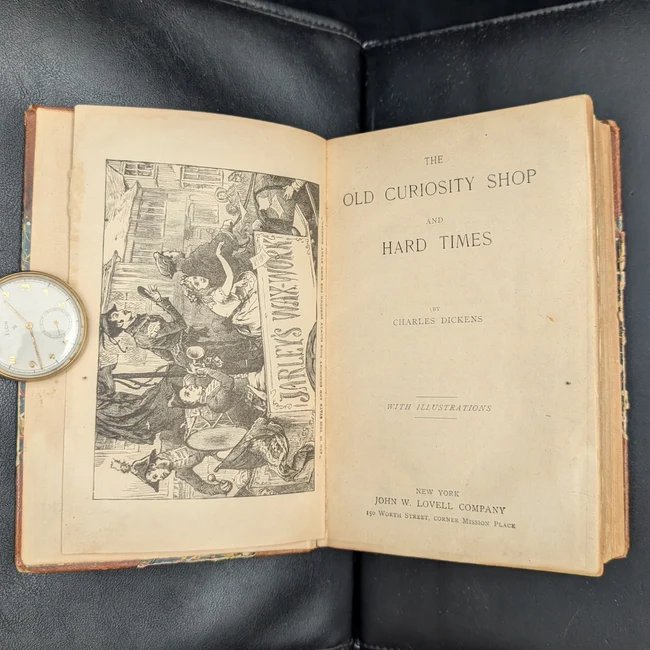 JARLEY'S WAX-WORK
THE
OLD CURIOSITY SHOP
AND
HARD TIMES
BY
CHARLES DICKENS
WITH ILLUSTRATIONS
NEW YORK
JOHN W. LOVELL COMPANY
150 WORTH STREET, CORNER MISSION PLACE